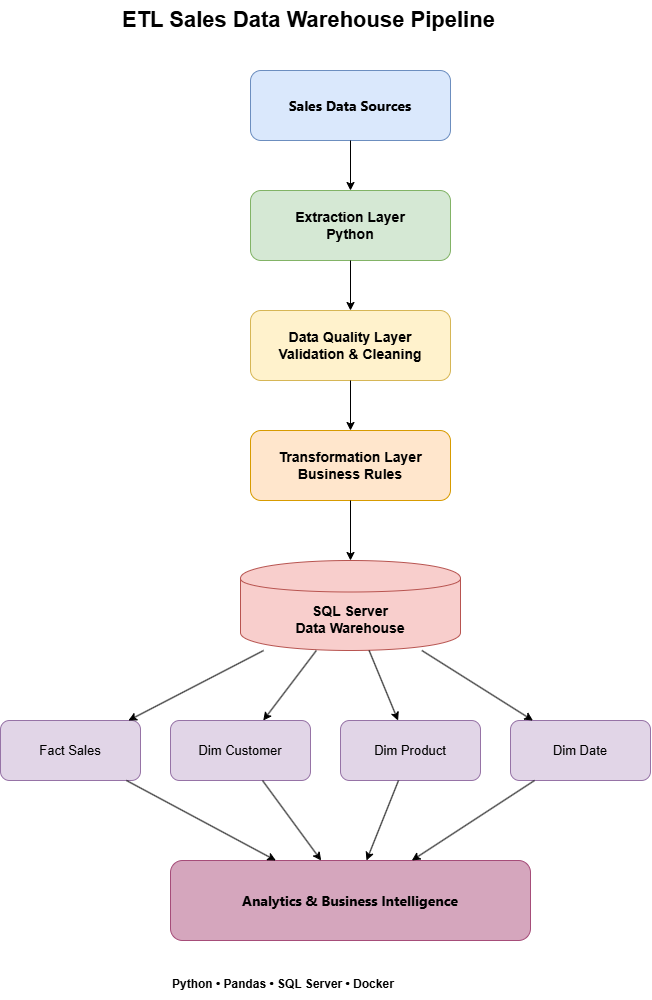 ETL Sales Data Warehouse Pipeline
Sales Data Sources
Extraction Layer
Python
Data Quality Layer
Validation & Cleaning
Transformation Layer
Business Rules
SQL Server
Data Warehouse
Fact Sales
Dim Customer
Dim Product
Dim Date
Analytics & Business Intelligence
Python • Pandas • SQL Server • Docker